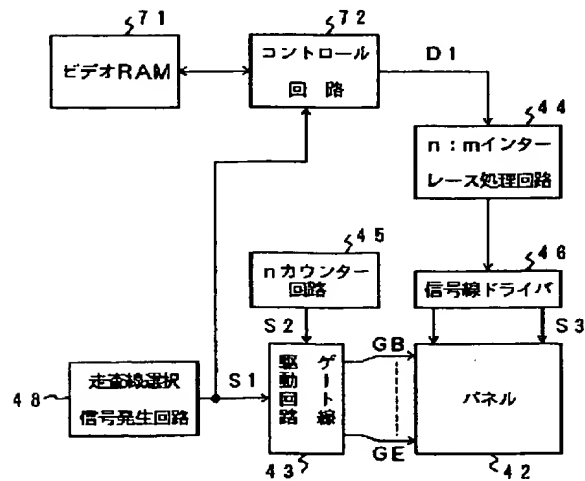 71
ビデオRAM
72
コントロール
回路
D1
44
n:mインター
レース処理回路
45
nカウンター
回路
46
信号線ドライバ
S2
S3
48
走査線選択
信号発生回路
S1
ゲート線
駆動回路
43
GB
GE
パネル
42